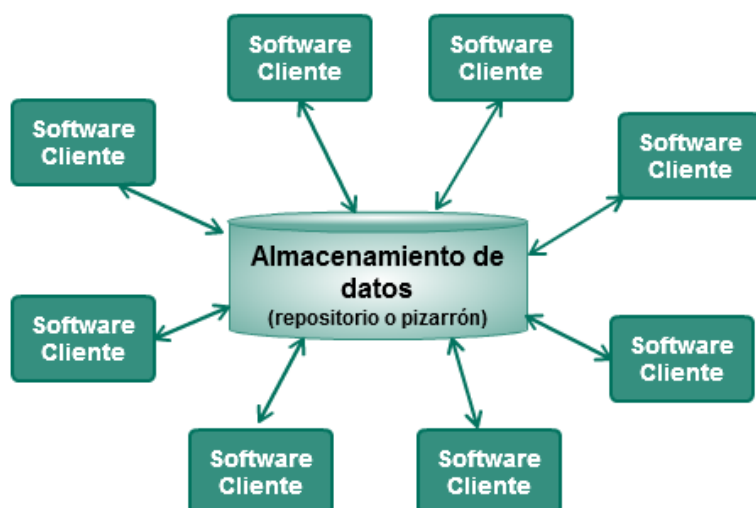 Software
Cliente
Software
Cliente
Software
Cliente
Software
Cliente
Almacenamiento de
datos
(repositorio o pizarrón)
Software
Cliente
Software
Cliente
Software
Cliente
Software
Cliente